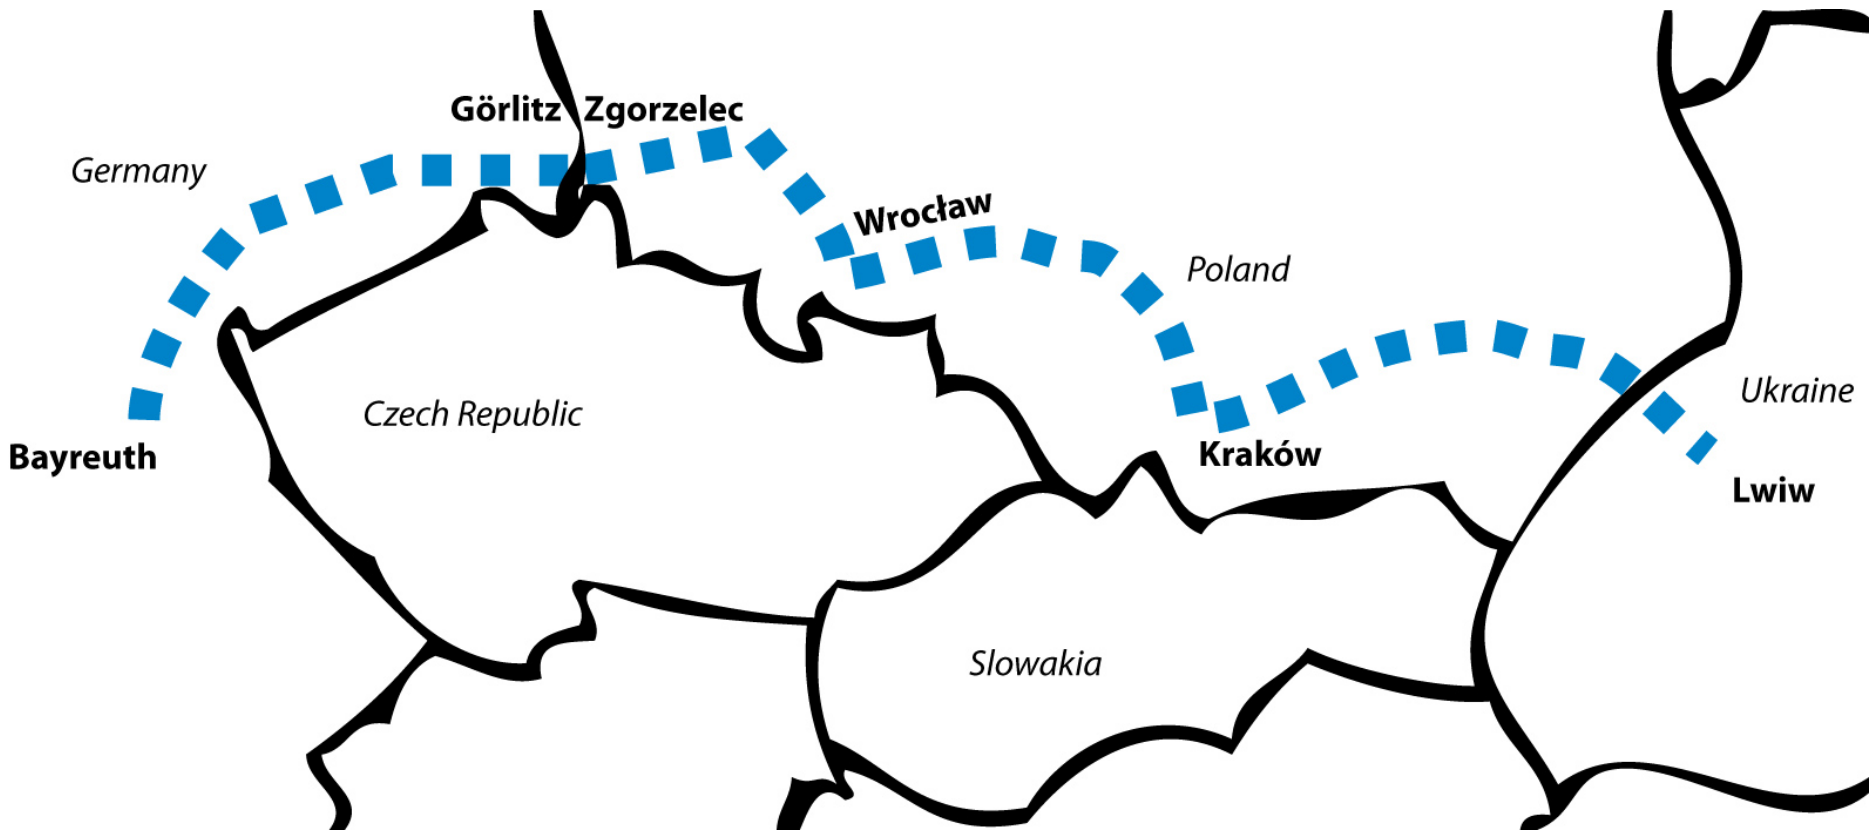 Görlitz Zgorzelec
Germany
Wrocław
Poland
Ukraine
Czech Republic
Bayreuth
Kraków
Lwiw
Slowakia